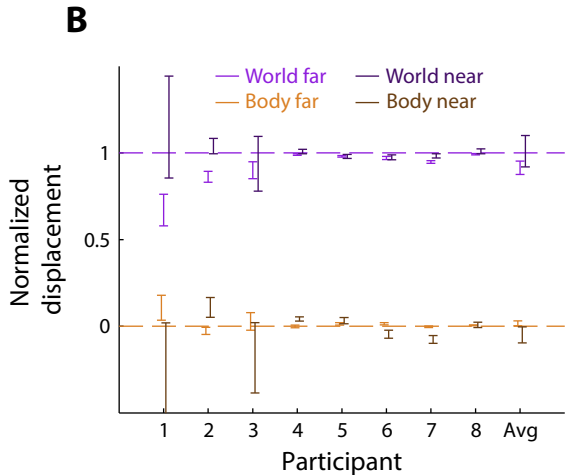 B
World far
World near
Body far
Body near
Normalized
displacement
1
0.5
0
1 2 3 4 5 6 7 8 Avg
Participant